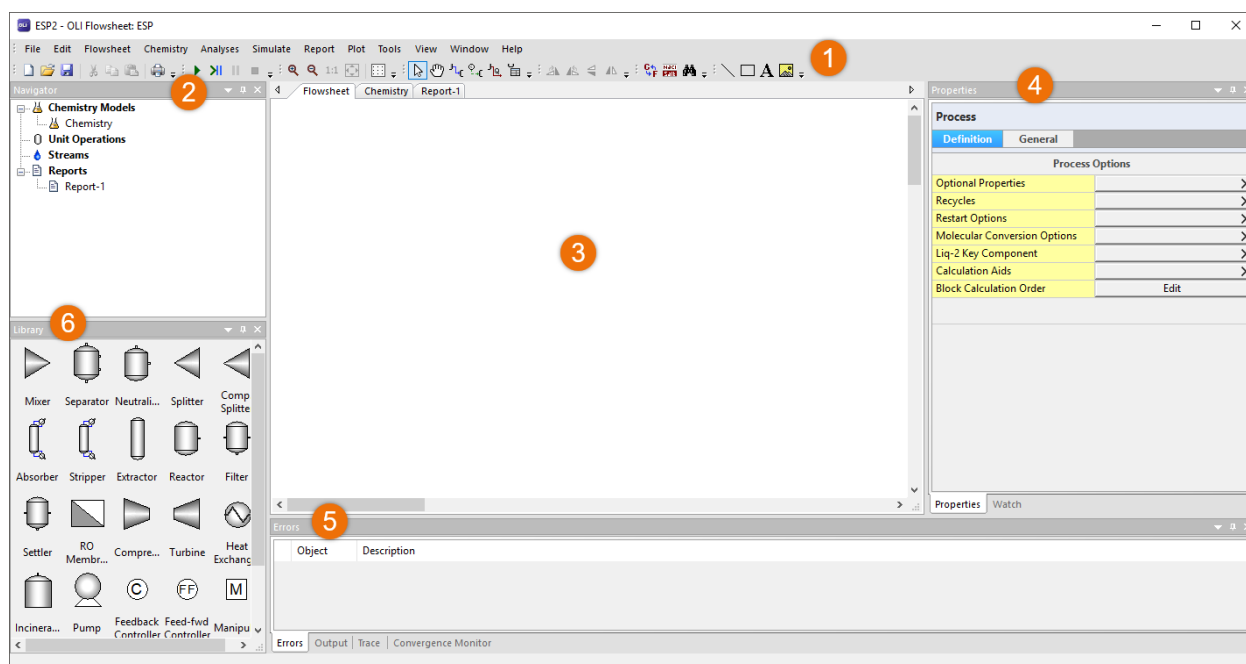 OLI ESP2 - OLI Flowsheet: ESP
File Edit Flowsheet Chemistry Analyses Simulate Report Plot Tools View Window Help
1:1 A 1
Navigator 2
Chemistry Models
Chemistry
Unit Operations
Streams
Reports
Report-1
Flowsheet Chemistry Report-1
3
Properties 4
Process
Definition General
Process Options
Optional Properties
Recycles
Restart Options
Molecular Conversion Options
Liq-2 Key Component
Calculation Aids
Block Calculation Order Edit
Properties Watch
Library 6
Mixer Separator Neutrali... Splitter Comp Splitte
Absorber Stripper Extractor Reactor Filter
Settler RO Membr... Compre... Turbine Heat Exchang
C FF M
Incinera... Pump Feedback Controller Feed-fwd Controller Manipu
Errors 5
Object Description
Errors Output Trace Convergence Monitor